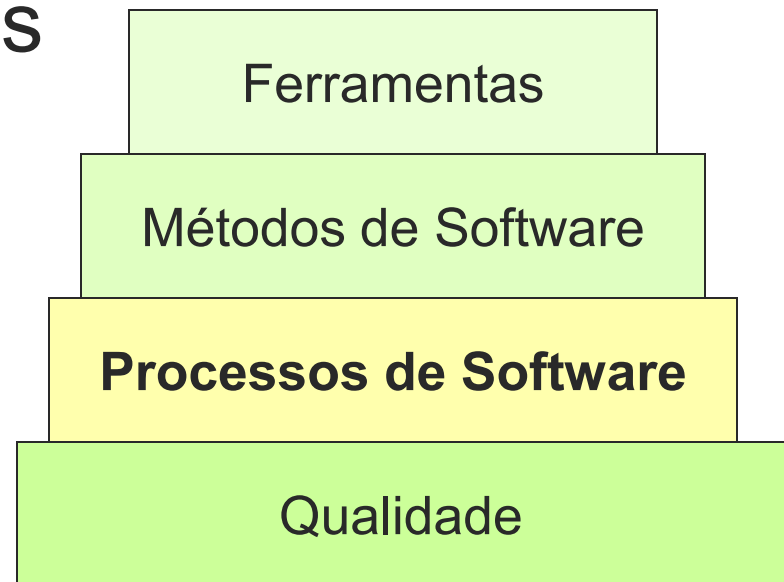 s
Ferramentas
Métodos de Software
Processos de Software
Qualidade